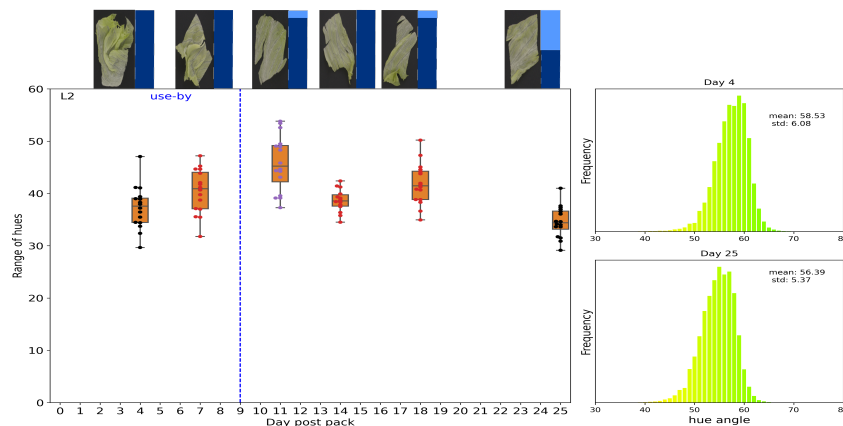 L2
use-by
60
50
40
30
20
10
0
Range of hues
0 1 2 3 4 5 6 7 8 9 10 11 12 13 14 15 16 17 18 19 20 21 22 23 24 25
Day post pack
Day 4
mean: 58.53
std: 6.08
Frequency
30 40 50 60 70 80
Day 25
mean: 56.39
std: 5.37
Frequency
30 40 50 60 70 80
hue angle